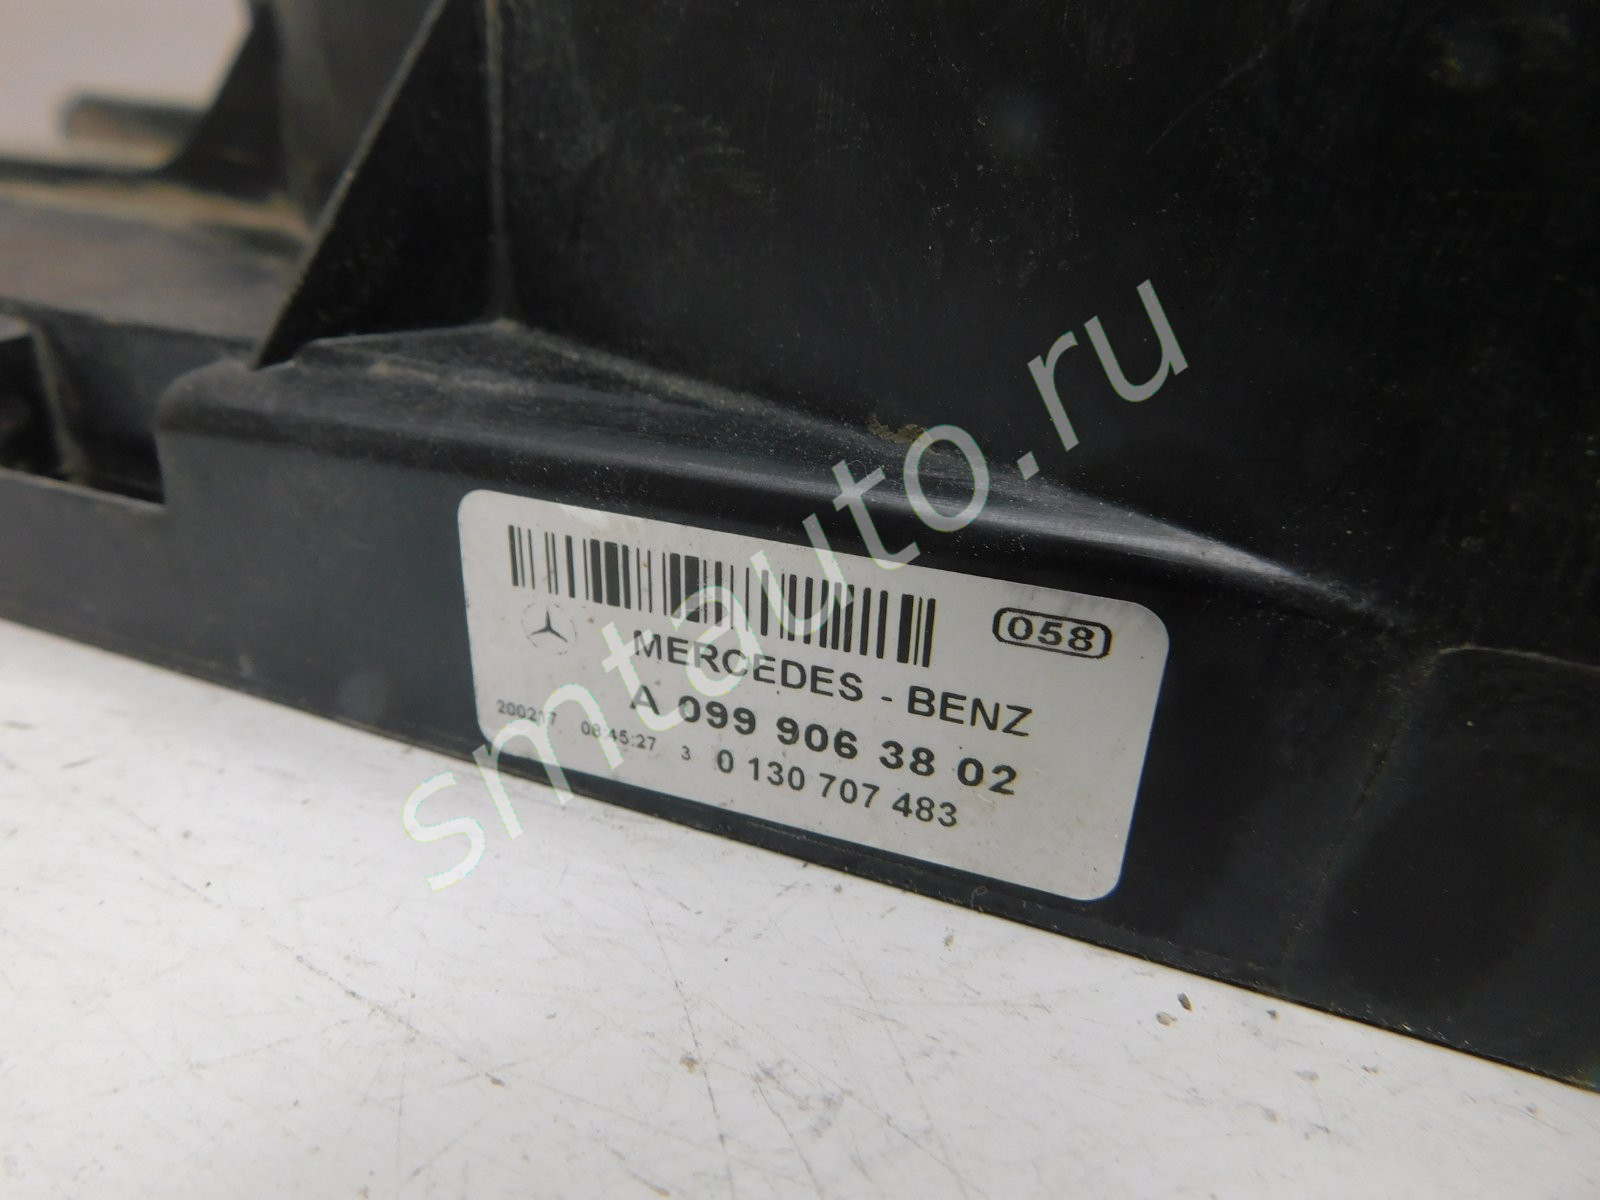 smtauto.ru
058
MERCEDES - BENZ
A 099 906 38 02
200217 08:45:27 3 0 130 707 483